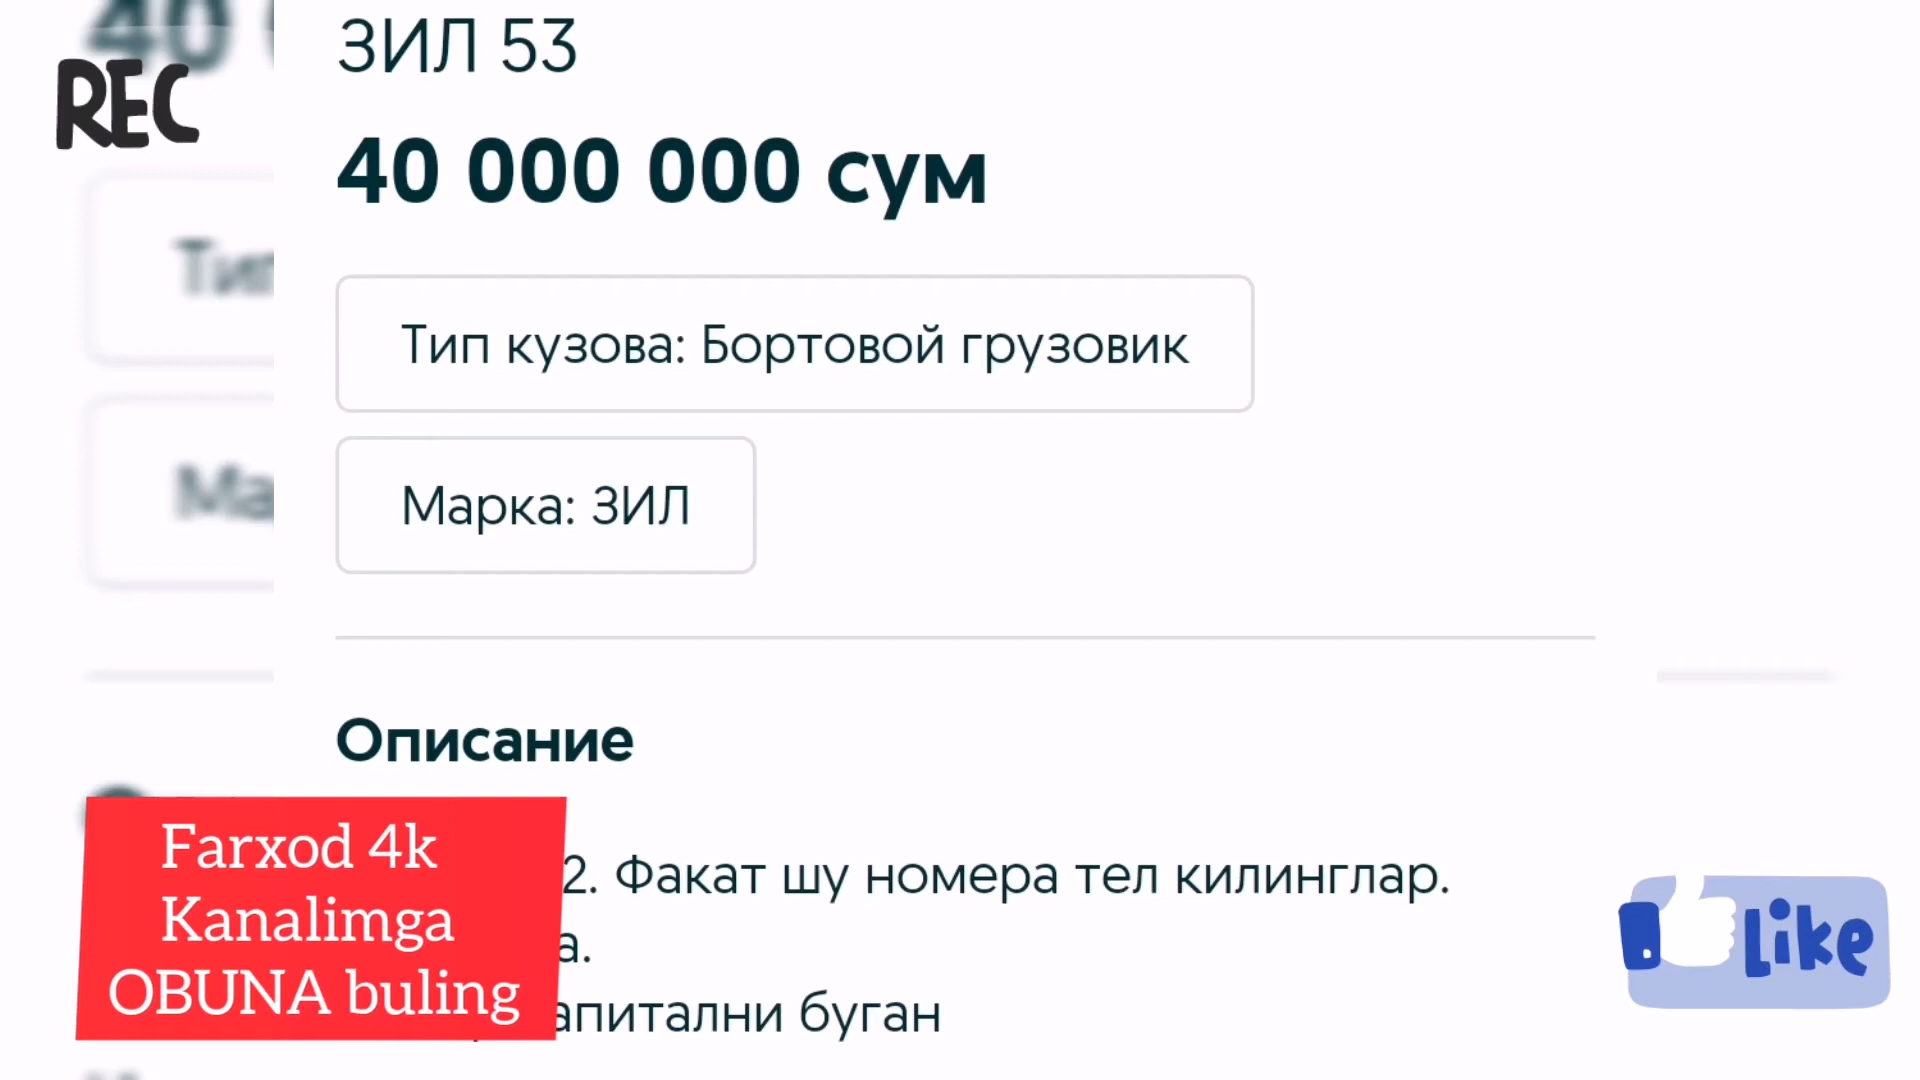 REC
ЗИЛ 53
40 000 000 сум
Тип кузова: Бортовой грузовик
Марка: ЗИЛ
Описание
2. Факат шу номера тел килинглар.
а.
апитални буган
Farxod 4k
Kanalimga
OBUNA buling
Like